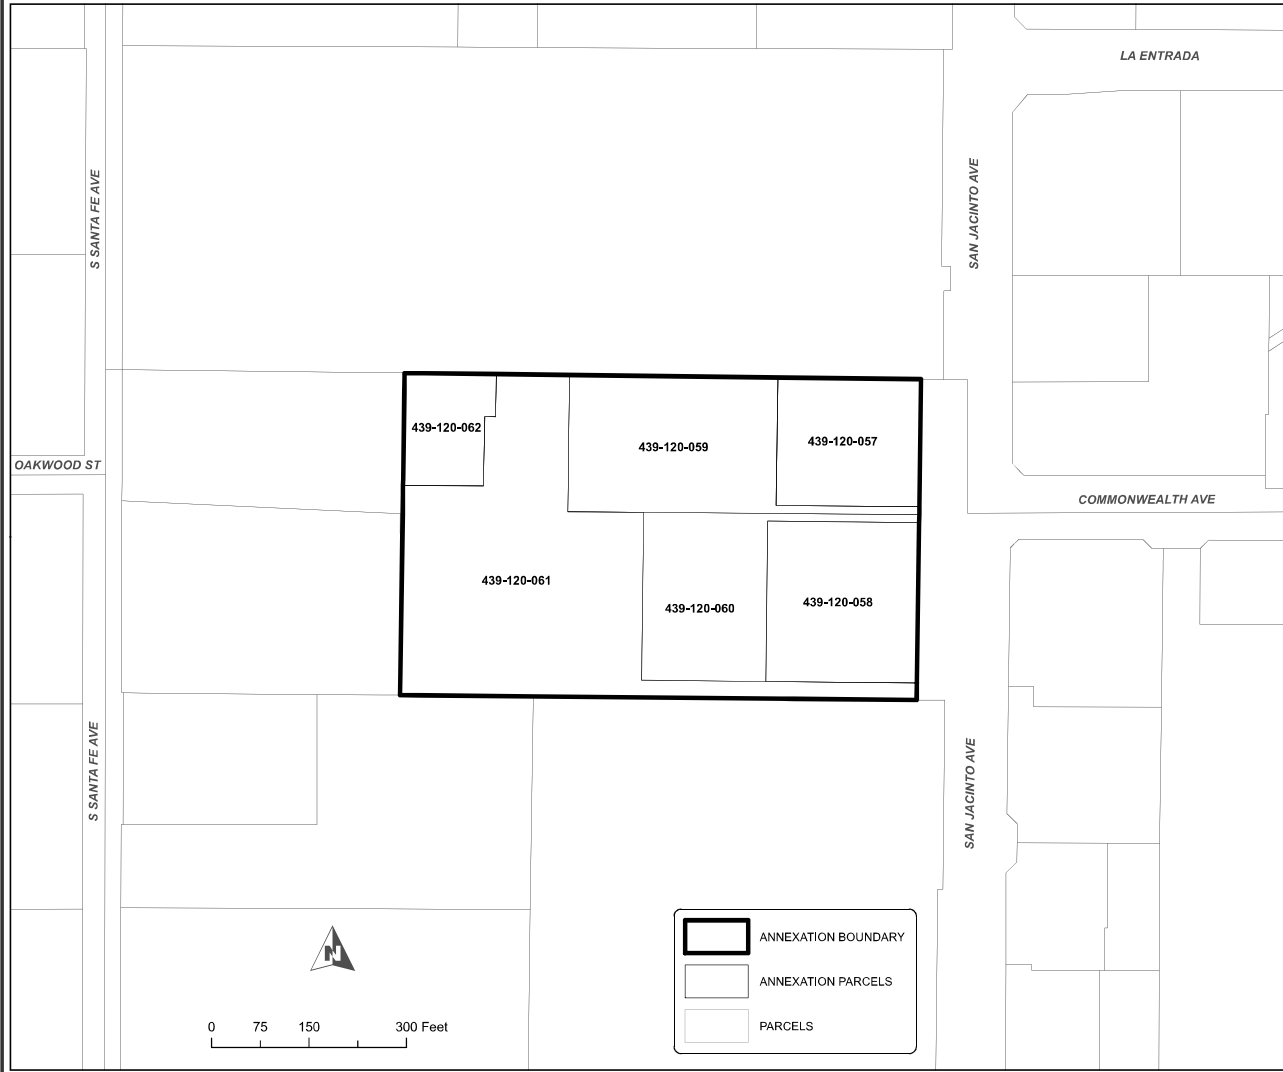 LA ENTRADA
S SANTA FE AVE
SAN JACINTO AVE
439-120-062
439-120-059
439-120-057
OAKWOOD ST
COMMONWEALTH AVE
439-120-061
439-120-060
439-120-058
S SANTA FE AVE
SAN JACINTO AVE
N
ANNEXATION BOUNDARY
ANNEXATION PARCELS
PARCELS
0 75 150 300 Feet